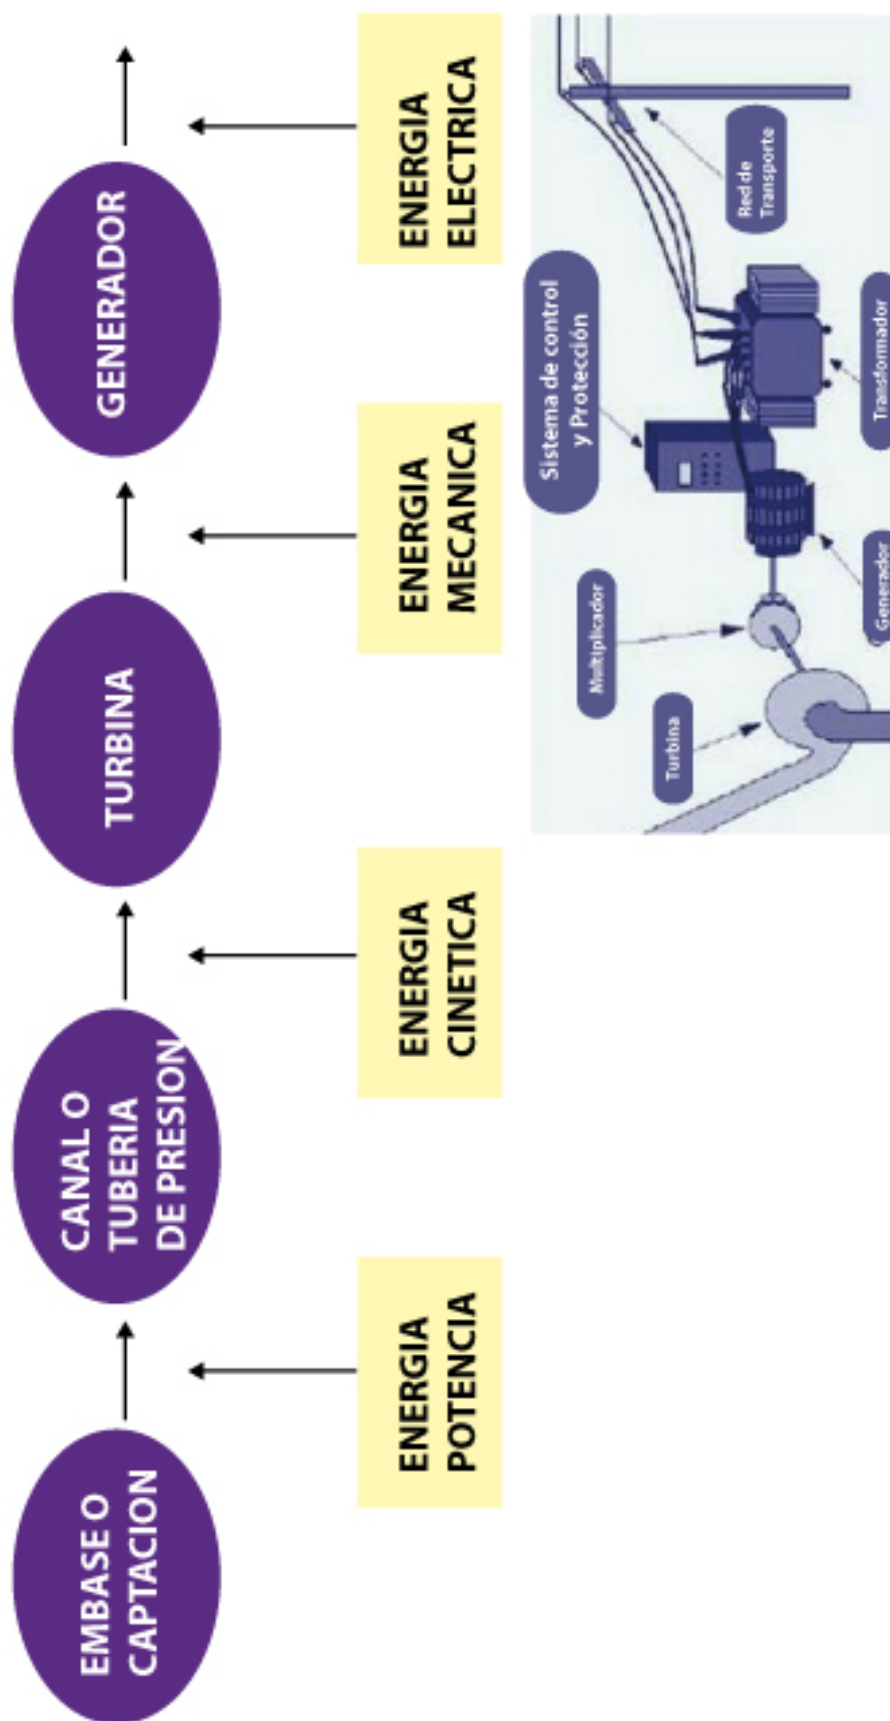 EMBASE O
CAPTACION
CANAL O
TUBERIA
DE PRESION
TURBINA
GENERADOR
ENERGIA
POTENCIA
ENERGIA
CINETICA
ENERGIA
MECANICA
ENERGIA
ELECTRICA
Turbina
Multiplicador
Sistema de control
y Protección
Red de
Transporte
Generador
Transformador